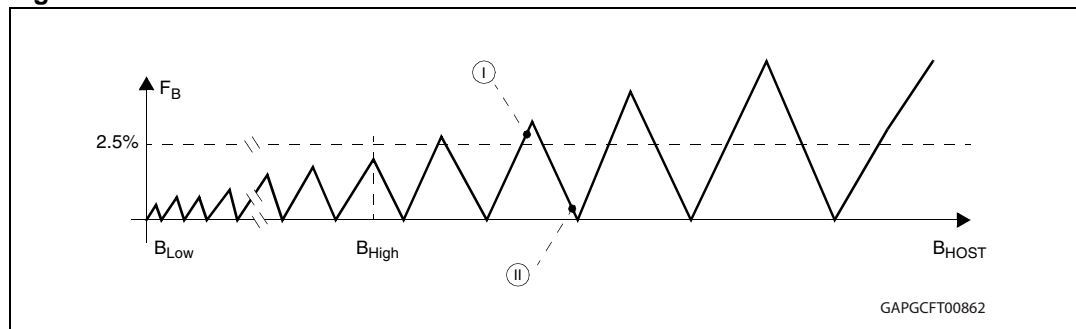 I
F_B
2.5%
B_Low
B_High
B_HOST
II
GAPGCFT00862